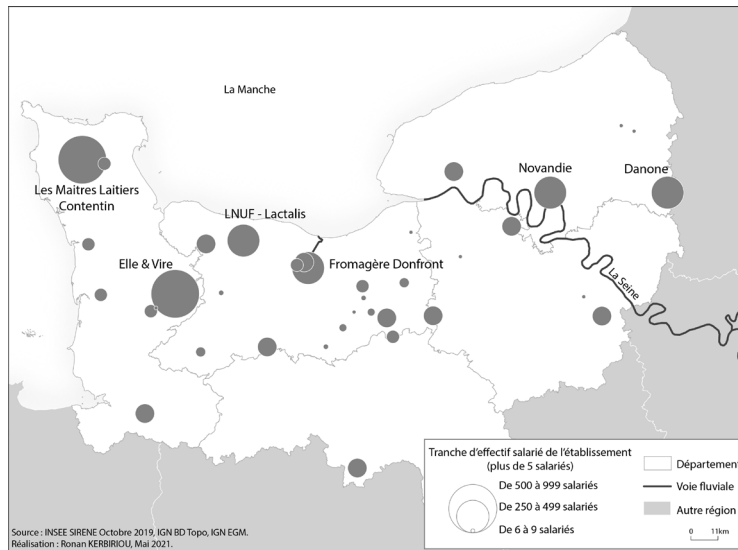 La Manche
Les Maitres Laitiers
Contentin
LNUF - Lactalis
Elle & Vire
Fromagère Donfront
Novandie
Danone
La Seine
Tranche d'effectif salarié de l'établissement
(plus de 5 salariés)
De 500 à 999 salariés
De 250 à 499 salariés
De 6 à 9 salariés
Département
Voie fluviale
Autre région
0 11km
Source : INSEE SIRENE Octobre 2019, IGN BD Topo, IGN EGM.
Réalisation : Ronan KERBIRIOU, Mai 2021.